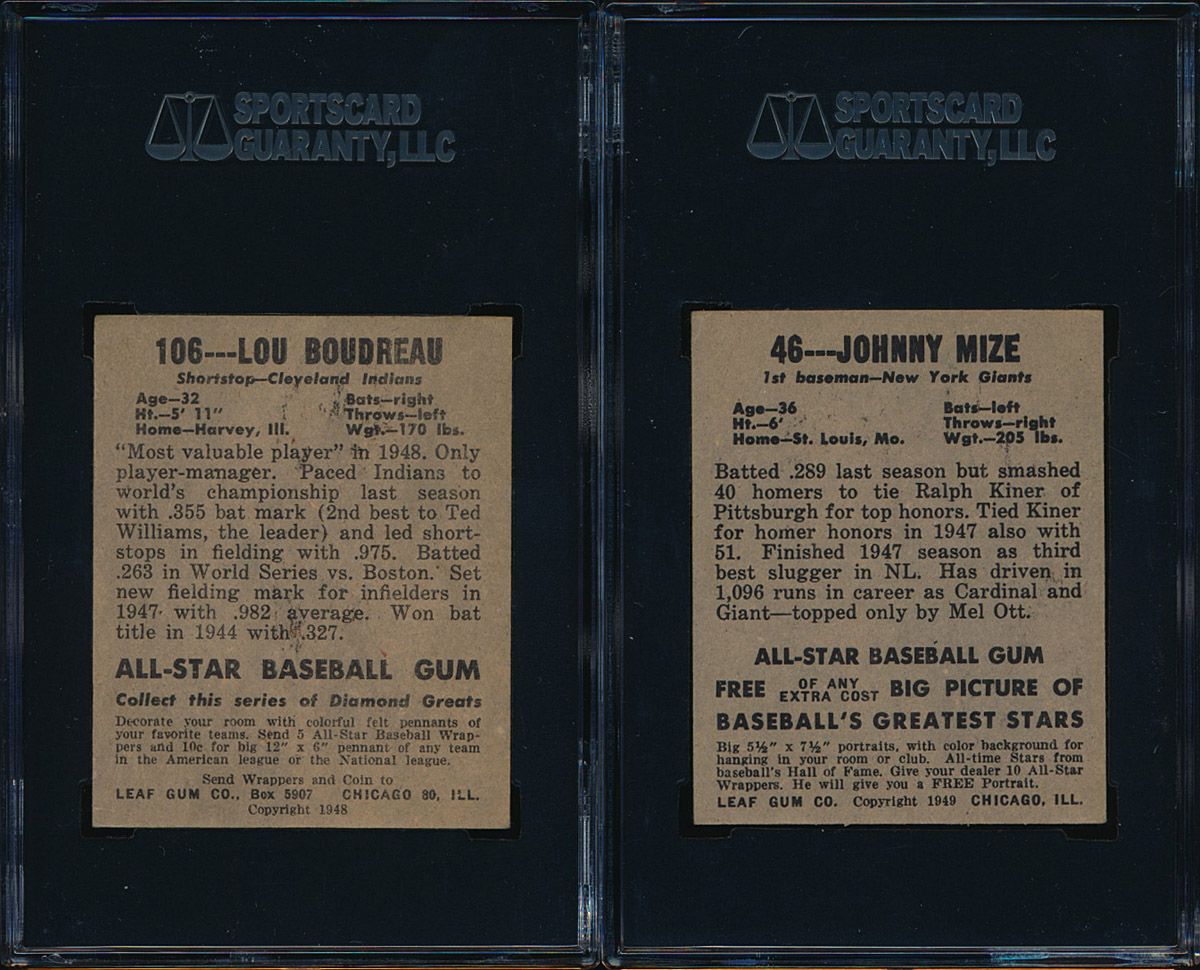 SPORTSCARD
GUARANTY, LLC
106---LOU BOUDREAU
Shortstop—Cleveland Indians
Age—32 Bats—right
Ht.—5' 11" Throws—left
Home—Harvey, Ill. Wgt.—170 lbs.
"Most valuable player" in 1948. Only
player-manager. Paced Indians to
world's championship last season
with .355 bat mark (2nd best to Ted
Williams, the leader) and led short-
stops in fielding with .975. Batted
.263 in World Series vs. Boston. Set
new fielding mark for infielders in
1947 with .982 average. Won bat
title in 1944 with .327.
ALL-STAR BASEBALL GUM
Collect this series of Diamond Greats
Decorate your room with colorful felt pennants of
your favorite teams. Send 5 All-Star Baseball Wrap-
pers and 10c for big 12" x 6" pennant of any team
in the American league or the National league.
Send Wrappers and Coin to
LEAF GUM CO., Box 5907 CHICAGO 80, ILL.
Copyright 1948
SPORTSCARD
GUARANTY, LLC
46---JOHNNY MIZE
1st baseman—New York Giants
Age—36 Bats—left
Ht.—6' Throws—right
Home—St. Louis, Mo. Wgt.—205 lbs.
Batted .289 last season but smashed
40 homers to tie Ralph Kiner of
Pittsburgh for top honors. Tied Kiner
for homer honors in 1947 also with
51. Finished 1947 season as third
best slugger in NL. Has driven in
1,096 runs in career as Cardinal and
Giant—topped only by Mel Ott.
ALL-STAR BASEBALL GUM
FREE OF ANY EXTRA COST BIG PICTURE OF
BASEBALL'S GREATEST STARS
Big 5½" x 7½" portraits, with color background for
hanging in your room or club. All-time Stars from
baseball's Hall of Fame. Give your dealer 10 All-Star
Wrappers. He will give you a FREE Portrait.
LEAF GUM CO. Copyright 1949 CHICAGO, ILL.